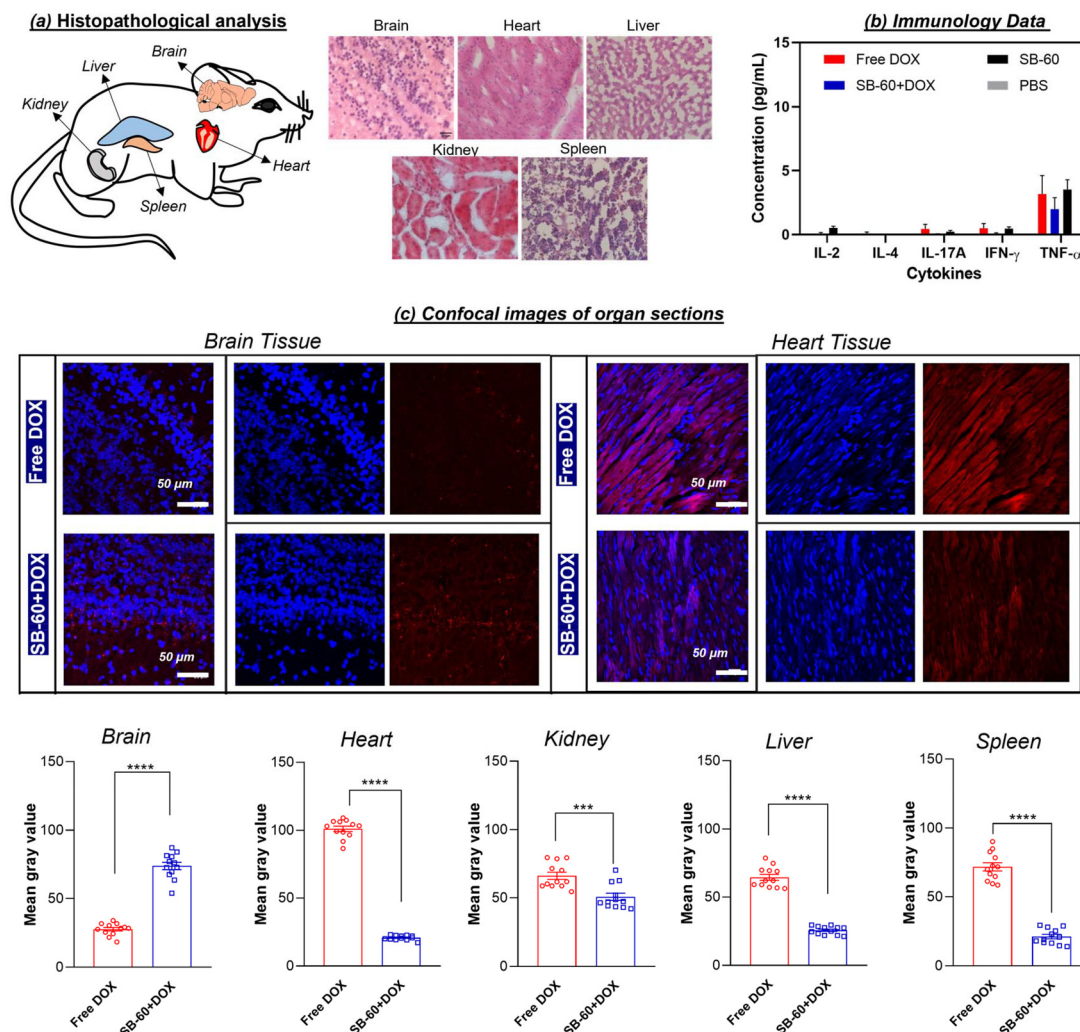 (a) Histopathological analysis
Brain
Liver
Kidney
Heart
Spleen
Brain
Heart
Liver
Kidney
Spleen
(b) Immunology Data
Concentration (pg/mL)
15
10
5
0
Free DOX
SB-60+DOX
SB-60
PBS
IL-2
IL-4
IL-17A
IFN-γ
TNF-α
Cytokines
(c) Confocal images of organ sections
Brain Tissue
Heart Tissue
Free DOX
50 µm
Free DOX
50 µm
SB-60+DOX
50 µm
SB-60+DOX
50 µm
Brain
Mean gray value
150
100
50
0
****
Free DOX
SB-60+DOX
Heart
Mean gray value
150
100
50
0
****
Free DOX
SB-60+DOX
Kidney
Mean gray value
150
100
50
0
***
Free DOX
SB-60+DOX
Liver
Mean gray value
150
100
50
0
****
Free DOX
SB-60+DOX
Spleen
Mean gray value
150
100
50
0
****
Free DOX
SB-60+DOX